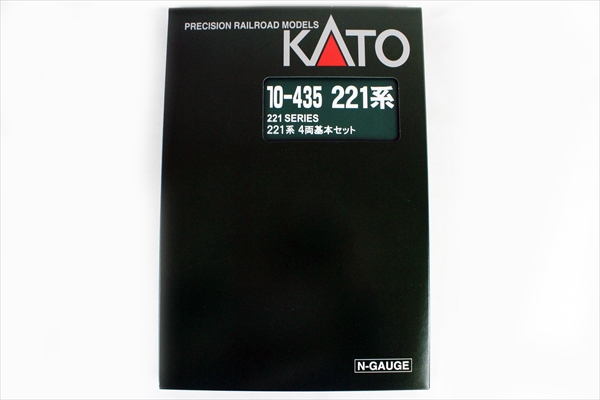 PRECISION RAILROAD MODELS
KATO
10-435 221系
221 SERIES
221系 4両基本セット
N-GAUGE